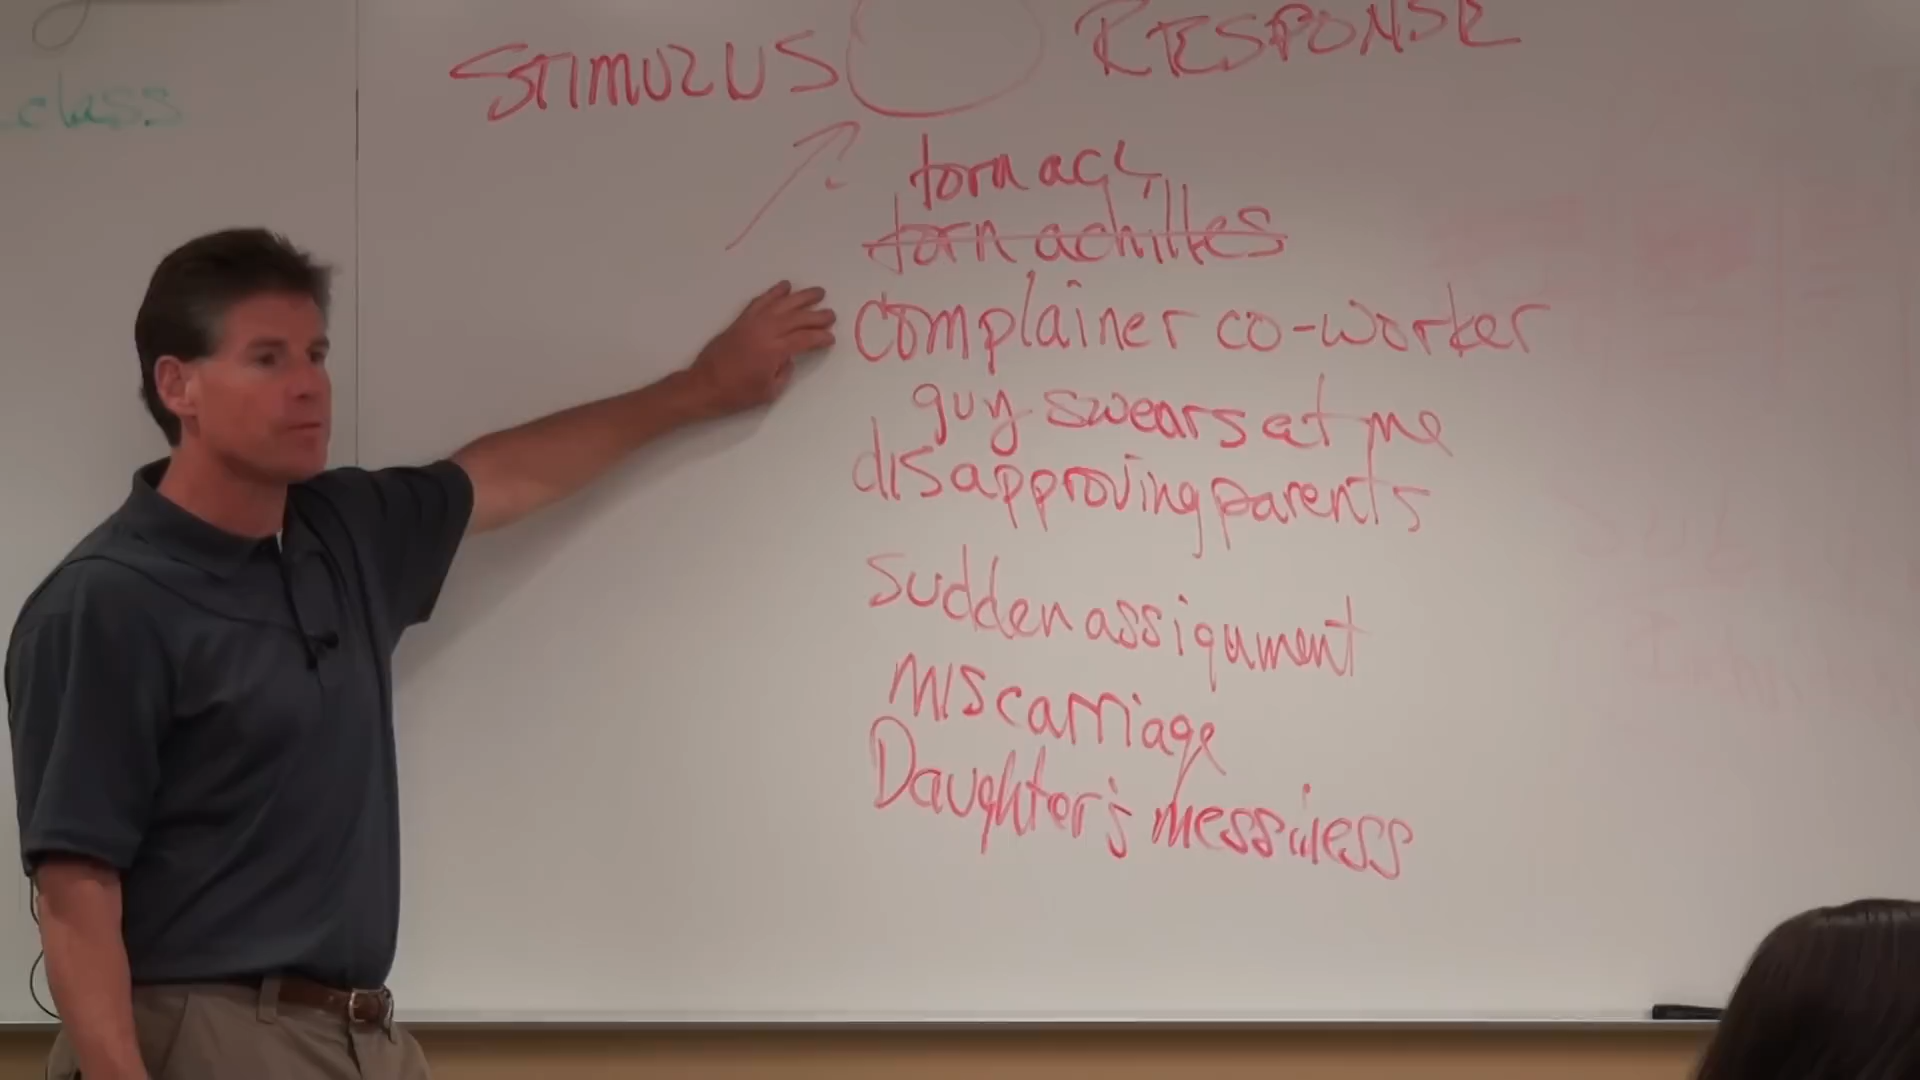 class
STIMULUS RESPONSE
torn ACL
torn achilles
complainer co-worker
guy swears at me
disapproving parents
sudden assignment
miscarriage
Daughter's messiness